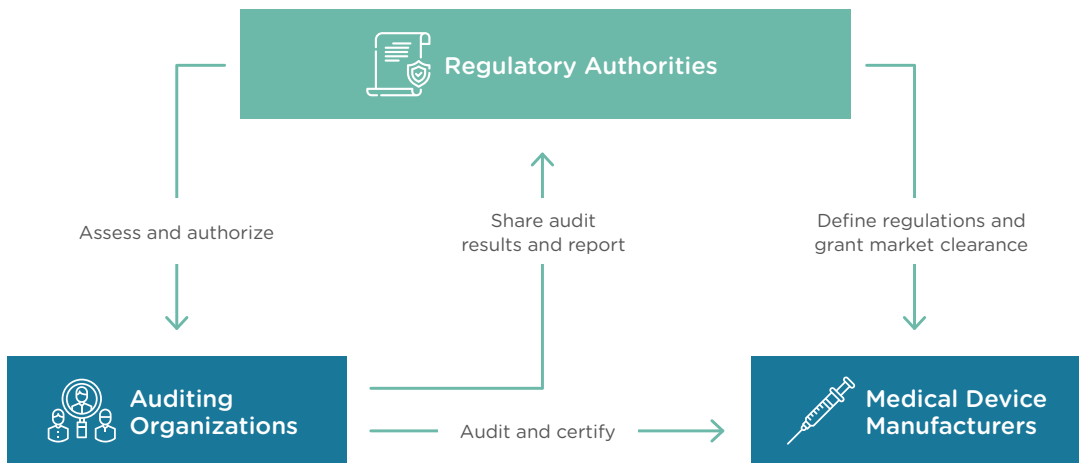 Regulatory Authorities
Assess and authorize
Share audit
results and report
Define regulations and
grant market clearance
Auditing
Organizations
Audit and certify
Medical Device
Manufacturers